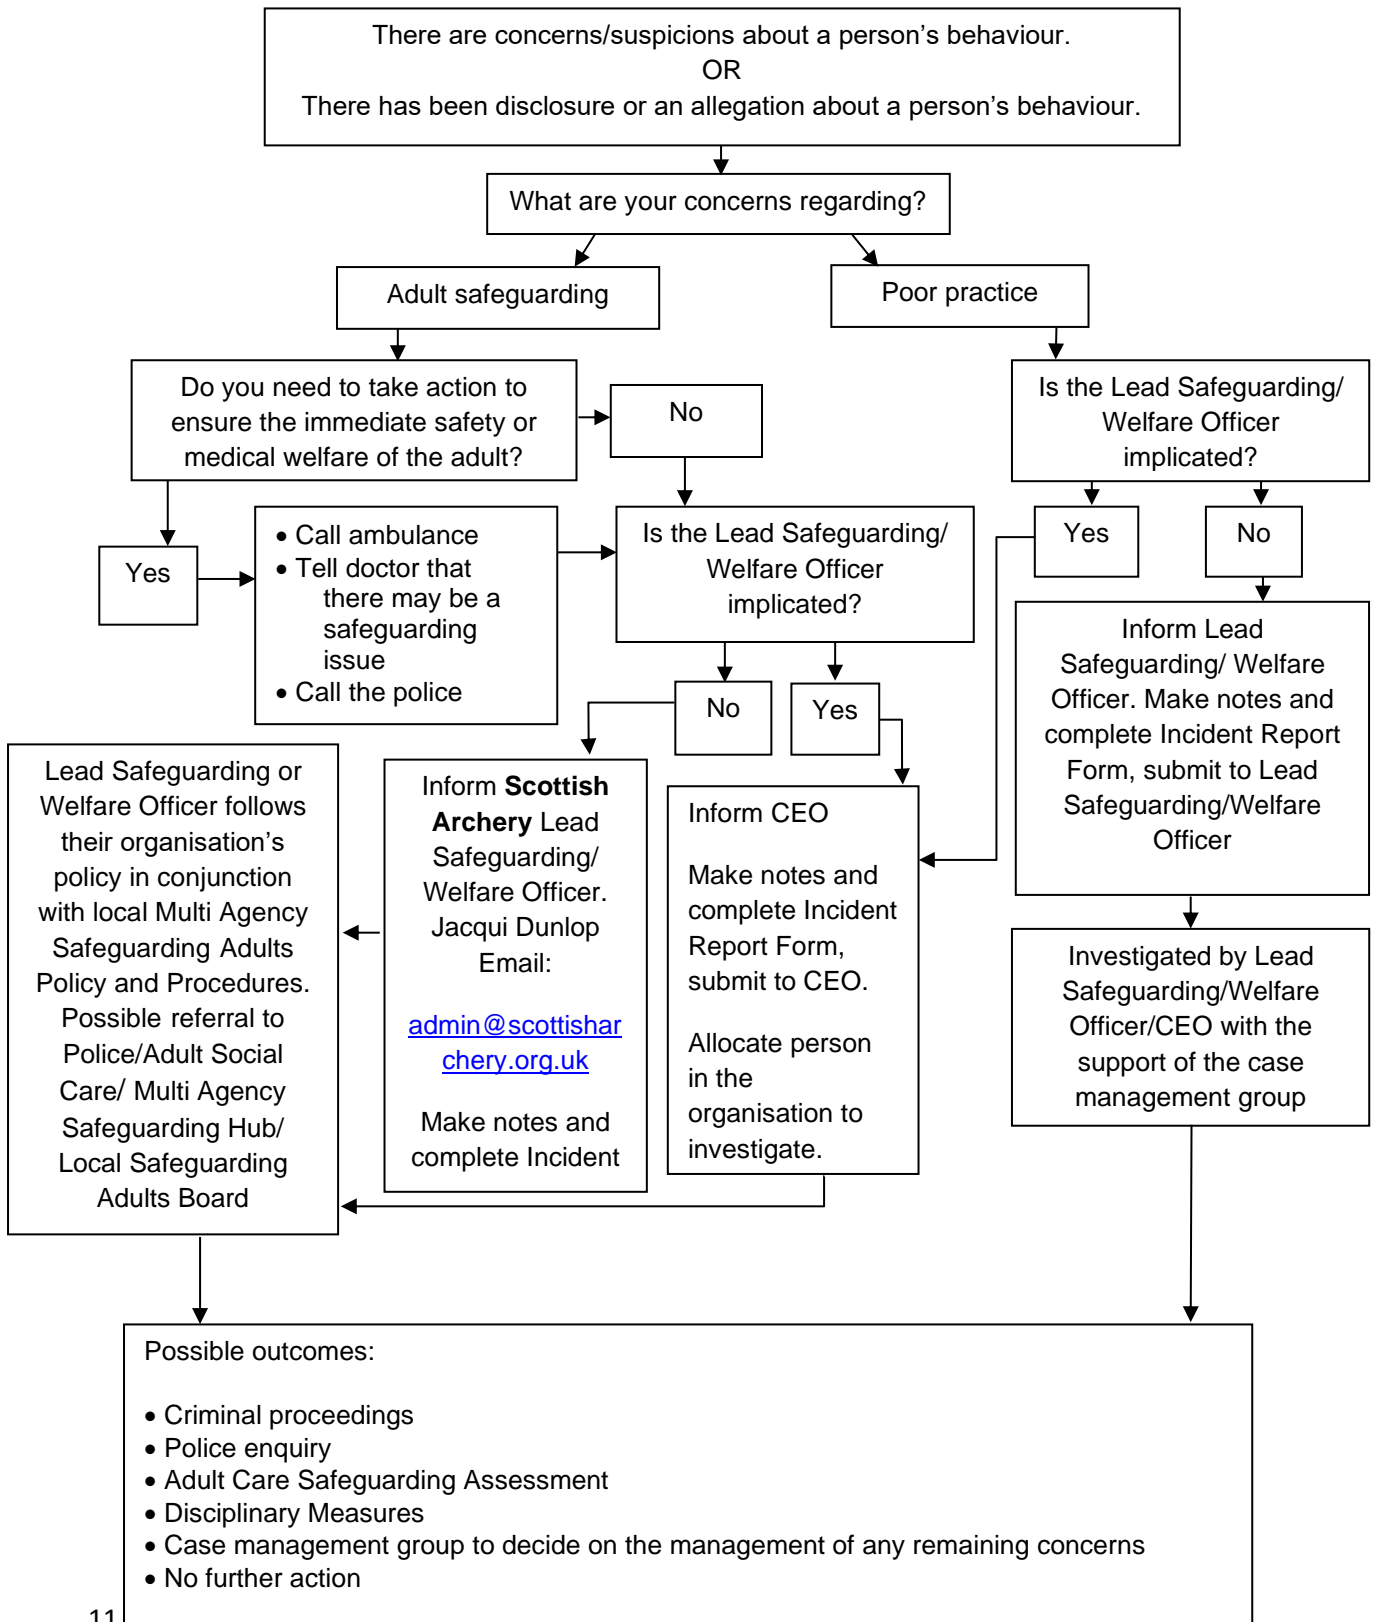 There are concerns/suspicions about a person’s behaviour.
OR
There has been disclosure or an allegation about a person’s behaviour.
What are your concerns regarding?
Adult safeguarding
Poor practice
Do you need to take action to
ensure the immediate safety or
medical welfare of the adult?
No
Is the Lead Safeguarding/
Welfare Officer
implicated?
Yes
• Call ambulance
• Tell doctor that
there may be a
safeguarding
issue
• Call the police
Is the Lead Safeguarding/
Welfare Officer
implicated?
Yes
No
No
Yes
Inform Lead
Safeguarding/ Welfare
Officer. Make notes and
complete Incident Report
Form, submit to Lead
Safeguarding/Welfare
Officer
Lead Safeguarding or
Welfare Officer follows
their organisation’s
policy in conjunction
with local Multi Agency
Safeguarding Adults
Policy and Procedures.
Possible referral to
Police/Adult Social
Care/ Multi Agency
Safeguarding Hub/
Local Safeguarding
Adults Board
Inform Scottish
Archery Lead
Safeguarding/
Welfare Officer.
Jacqui Dunlop
Email:
admin@scottishar
chery.org.uk
Make notes and
complete Incident
Inform CEO
Make notes and
complete Incident
Report Form,
submit to CEO.
Allocate person
in the
organisation to
investigate.
Investigated by Lead
Safeguarding/Welfare
Officer/CEO with the
support of the case
management group
Possible outcomes:
• Criminal proceedings
• Police enquiry
• Adult Care Safeguarding Assessment
• Disciplinary Measures
• Case management group to decide on the management of any remaining concerns
• No further action
11